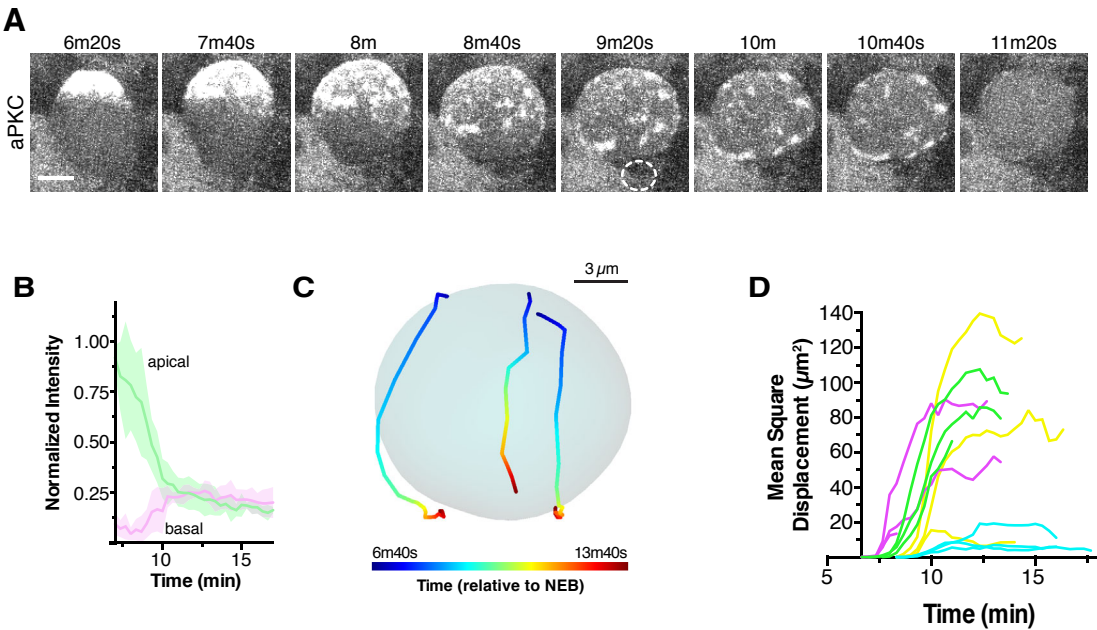 A
6m20s 7m40s 8m 8m40s 9m20s 10m 10m40s 11m20s
aPKC
B
Normalized Intensity
1.00
0.75
0.50
0.25
apical
basal
10 15
Time (min)
C
3 µm
6m40s 13m40s
Time (relative to NEB)
D
Mean Square
Displacement (µm²)
140
120
100
80
60
40
20
5 10 15
Time (min)